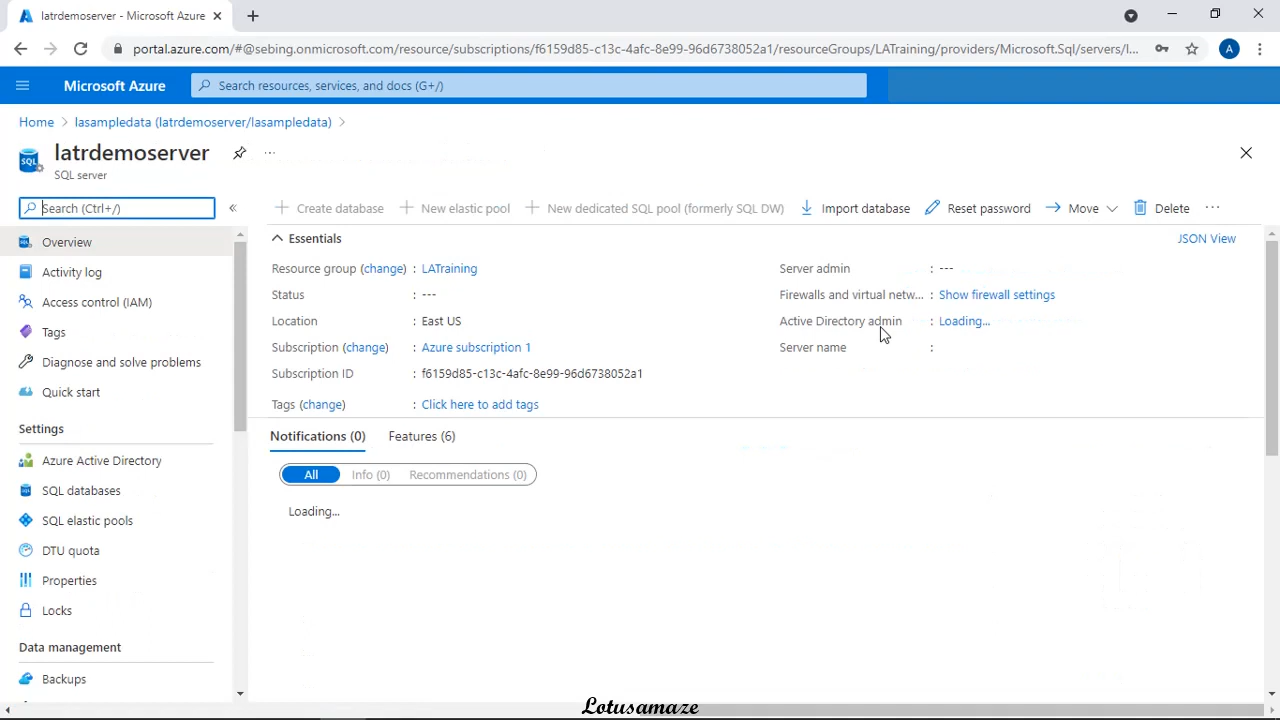 latrdemoserver - Microsoft Azure
portal.azure.com/#@sebing.onmicrosoft.com/resource/subscriptions/f6159d85-c13c-4afc-8e99-96d6738052a1/resourceGroups/LATraining/providers/Microsoft.Sql/servers/l...
A
Microsoft Azure
Search resources, services, and docs (G+/)
Home > lasampledata (latrdemoserver/lasampledata) >
SQL
latrdemoserver ...
SQL server
Search (Ctrl+/) «
Create database New elastic pool New dedicated SQL pool (formerly SQL DW) Import database Reset password Move Delete ...
Overview
Activity log
Access control (IAM)
Tags
Diagnose and solve problems
Quick start
Settings
Azure Active Directory
SQL databases
SQL elastic pools
DTU quota
Properties
Locks
Data management
Backups
Essentials JSON View
Resource group (change) : LATraining
Status : ---
Location : East US
Subscription (change) : Azure subscription 1
Subscription ID : f6159d85-c13c-4afc-8e99-96d6738052a1
Tags (change) : Click here to add tags
Server admin : ---
Firewalls and virtual netw... : Show firewall settings
Active Directory admin : Loading...
Server name :
Notifications (0) Features (6)
All Info (0) Recommendations (0)
Loading...
Lotusamaze